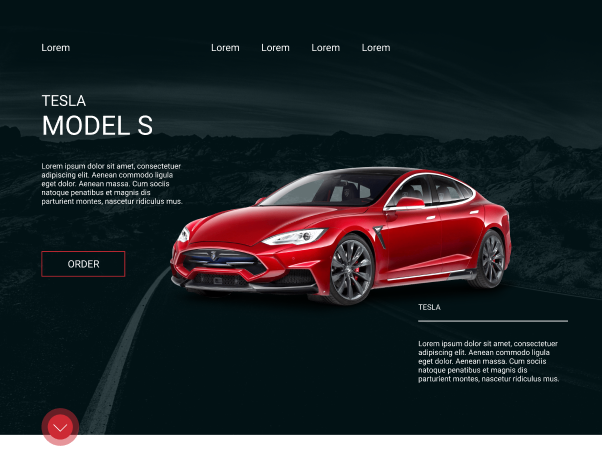 Lorem
Lorem
Lorem
Lorem
Lorem
TESLA
MODEL S
Lorem ipsum dolor sit amet, consectetuer
adipiscing elit. Aenean commodo ligula
eget dolor. Aenean massa. Cum sociis
natoque penatibus et magnis dis
parturient montes, nascetur ridiculus mus.
ORDER
TESLA
Lorem ipsum dolor sit amet, consectetuer
adipiscing elit. Aenean commodo ligula
eget dolor. Aenean massa. Cum sociis
natoque penatibus et magnis dis
parturient montes, nascetur ridiculus mus.